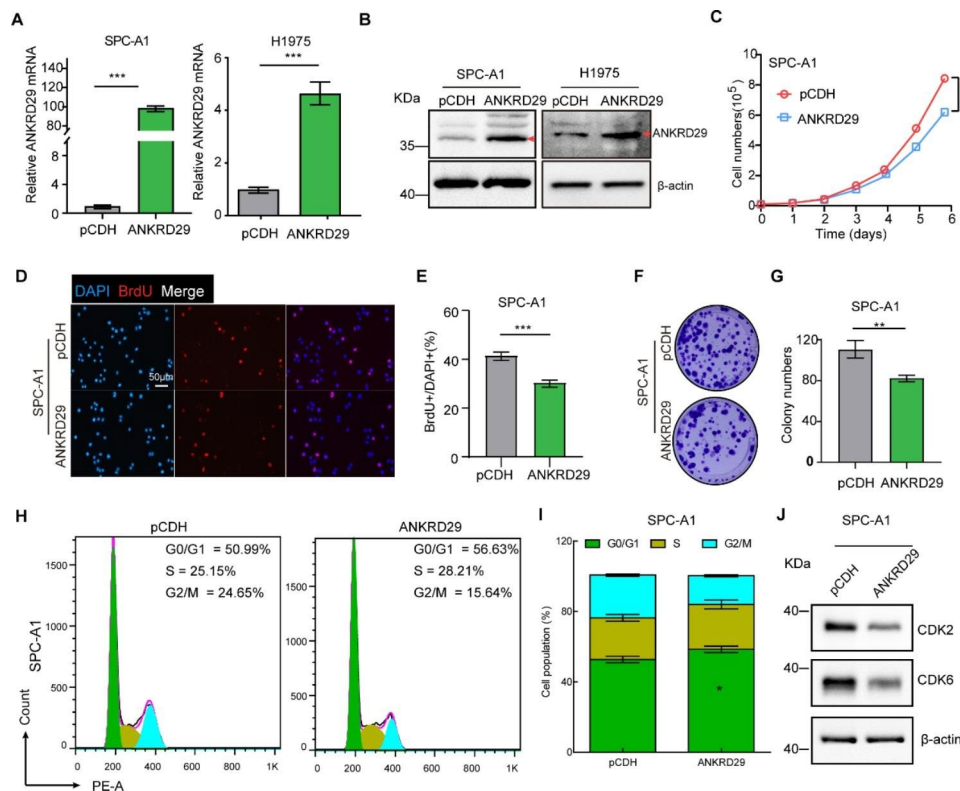 A
SPC-A1
***
Relative ANKRD29 mRNA
140
120
100
80
6
4
2
0
pCDH
ANKRD29
H1975
***
Relative ANKRD29 mRNA
6
4
2
0
pCDH
ANKRD29
B
SPC-A1
H1975
KDa
pCDH
ANKRD29
pCDH
ANKRD29
35
ANKRD29
40
β-actin
C
SPC-A1
pCDH
ANKRD29
Cell numbers(10⁵)
10
8
6
4
2
0
0 1 2 3 4 5 6
Time (days)
D
DAPI BrdU Merge
SPC-A1
pCDH
50μm
ANKRD29
E
SPC-A1
***
BrdU+/DAPI+(%)
60
40
20
0
pCDH
ANKRD29
F
SPC-A1
pCDH
ANKRD29
G
SPC-A1
**
Colony numbers
120
80
40
0
pCDH
ANKRD29
H
pCDH
G0/G1 = 50.99%
S = 25.15%
G2/M = 24.65%
SPC-A1
1500
1000
500
0
0 200 400 600 800 1K
Count
PE-A
ANKRD29
G0/G1 = 56.63%
S = 28.21%
G2/M = 15.64%
1500
1000
500
0
0 200 400 600 800 1K
I
SPC-A1
G0/G1 S G2/M
Cell population (%)
120
80
40
0
*
pCDH
ANKRD29
J
SPC-A1
KDa
pCDH
ANKRD29
40
CDK2
40
CDK6
40
β-actin